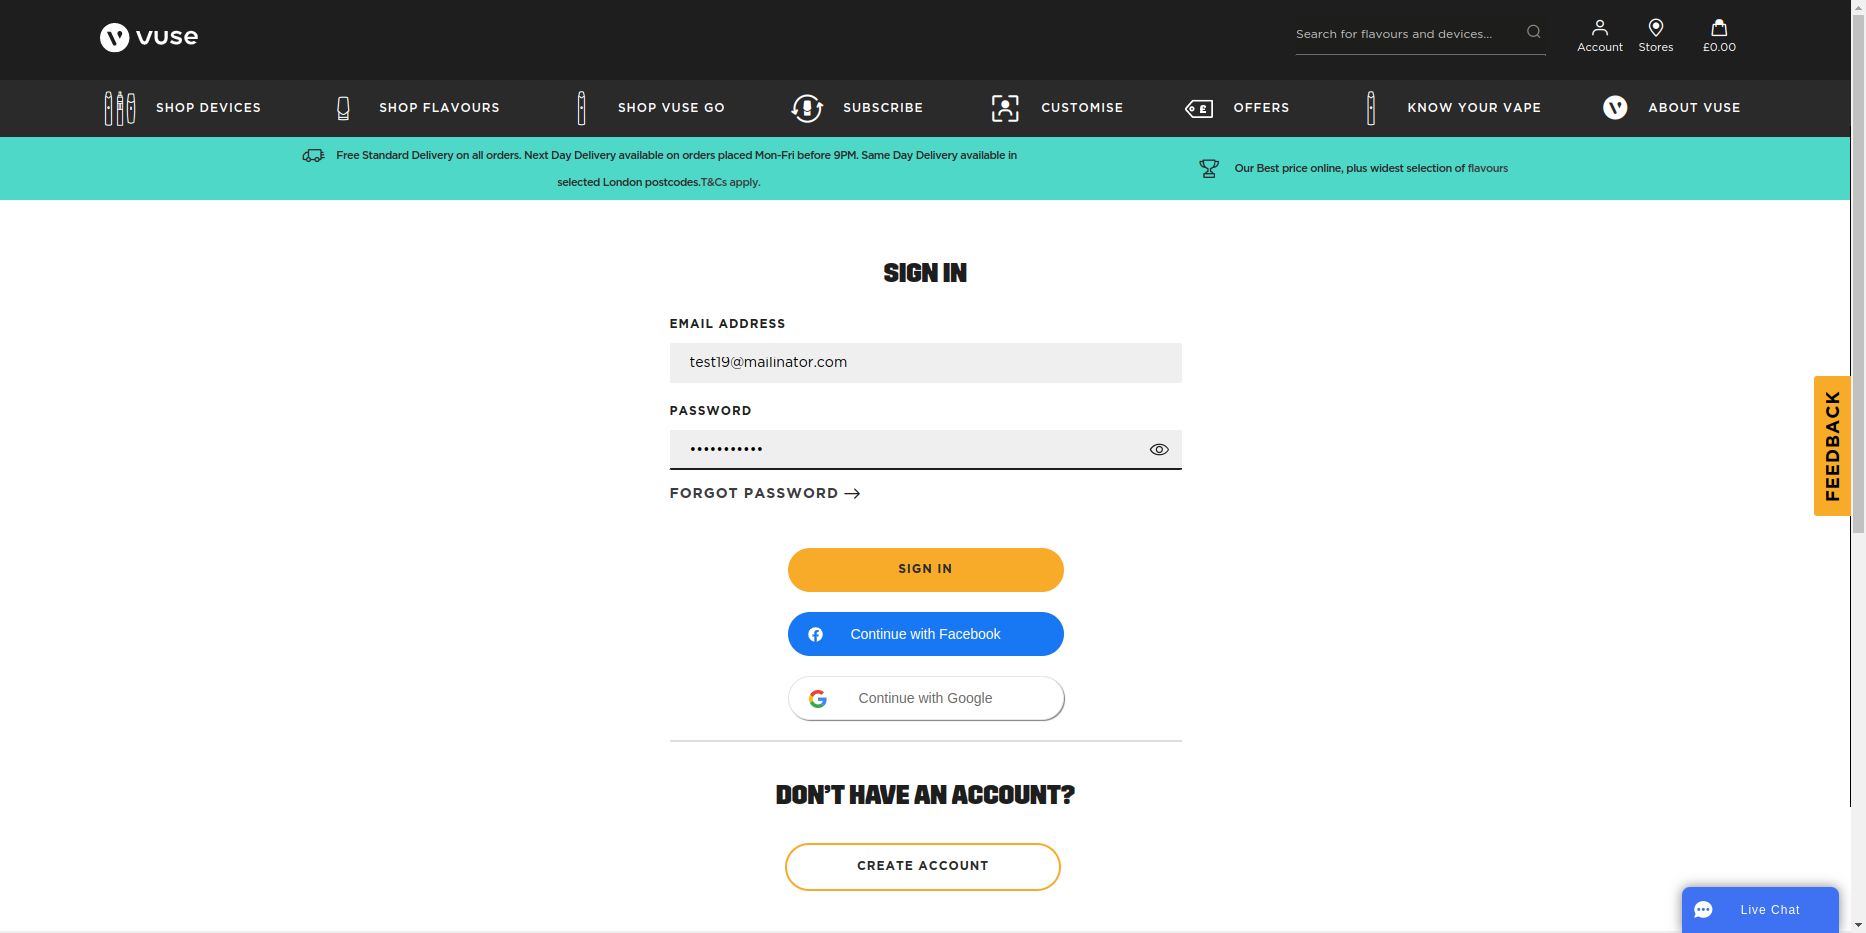 vuse
Search for flavours and devices...
Account
Stores
£0.00
SHOP DEVICES
SHOP FLAVOURS
SHOP VUSE GO
SUBSCRIBE
CUSTOMISE
OFFERS
KNOW YOUR VAPE
ABOUT VUSE
Free Standard Delivery on all orders. Next Day Delivery available on orders placed Mon-Fri before 9PM. Same Day Delivery available in
selected London postcodes.T&Cs apply.
Our Best price online, plus widest selection of flavours
SIGN IN
EMAIL ADDRESS
test19@mailinator.com
PASSWORD
•••••••••••
FORGOT PASSWORD
SIGN IN
Continue with Facebook
Continue with Google
DON'T HAVE AN ACCOUNT?
CREATE ACCOUNT
FEEDBACK
Live Chat